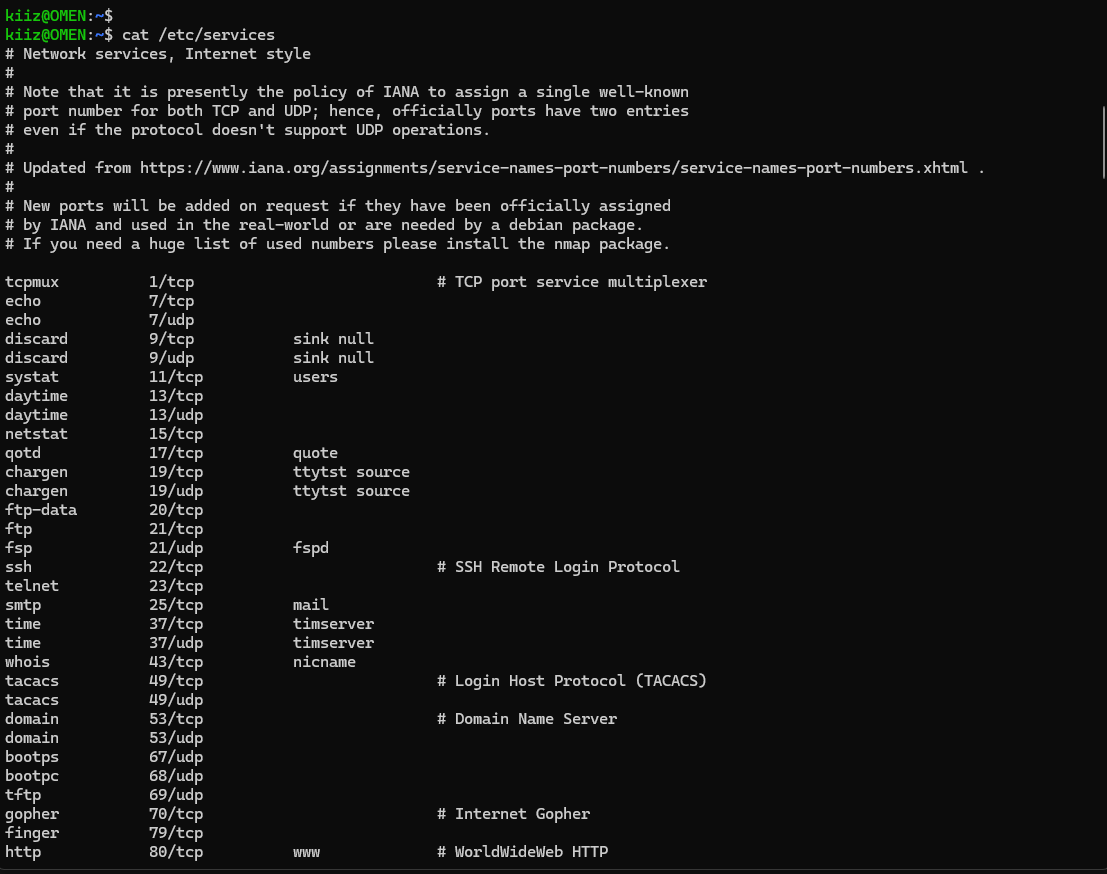 kiiz@OMEN:~$
kiiz@OMEN:~$ cat /etc/services
# Network services, Internet style
#
# Note that it is presently the policy of IANA to assign a single well-known
# port number for both TCP and UDP; hence, officially ports have two entries
# even if the protocol doesn't support UDP operations.
#
# Updated from https://www.iana.org/assignments/service-names-port-numbers/service-names-port-numbers.xhtml .
#
# New ports will be added on request if they have been officially assigned
# by IANA and used in the real-world or are needed by a debian package.
# If you need a huge list of used numbers please install the nmap package.

tcpmux          1/tcp                           # TCP port service multiplexer
echo            7/tcp
echo            7/udp
discard         9/tcp           sink null
discard         9/udp           sink null
systat          11/tcp          users
daytime         13/tcp
daytime         13/udp
netstat         15/tcp
qotd            17/tcp          quote
chargen         19/tcp          ttytst source
chargen         19/udp          ttytst source
ftp-data        20/tcp
ftp             21/tcp
fsp             21/udp          fspd
ssh             22/tcp                          # SSH Remote Login Protocol
telnet          23/tcp
smtp            25/tcp          mail
time            37/tcp          timserver
time            37/udp          timserver
whois           43/tcp          nicname
tacacs          49/tcp                          # Login Host Protocol (TACACS)
tacacs          49/udp
domain          53/tcp                          # Domain Name Server
domain          53/udp
bootps          67/udp
bootpc          68/udp
tftp            69/udp
gopher          70/tcp                          # Internet Gopher
finger          79/tcp
http            80/tcp          www             # WorldWideWeb HTTP